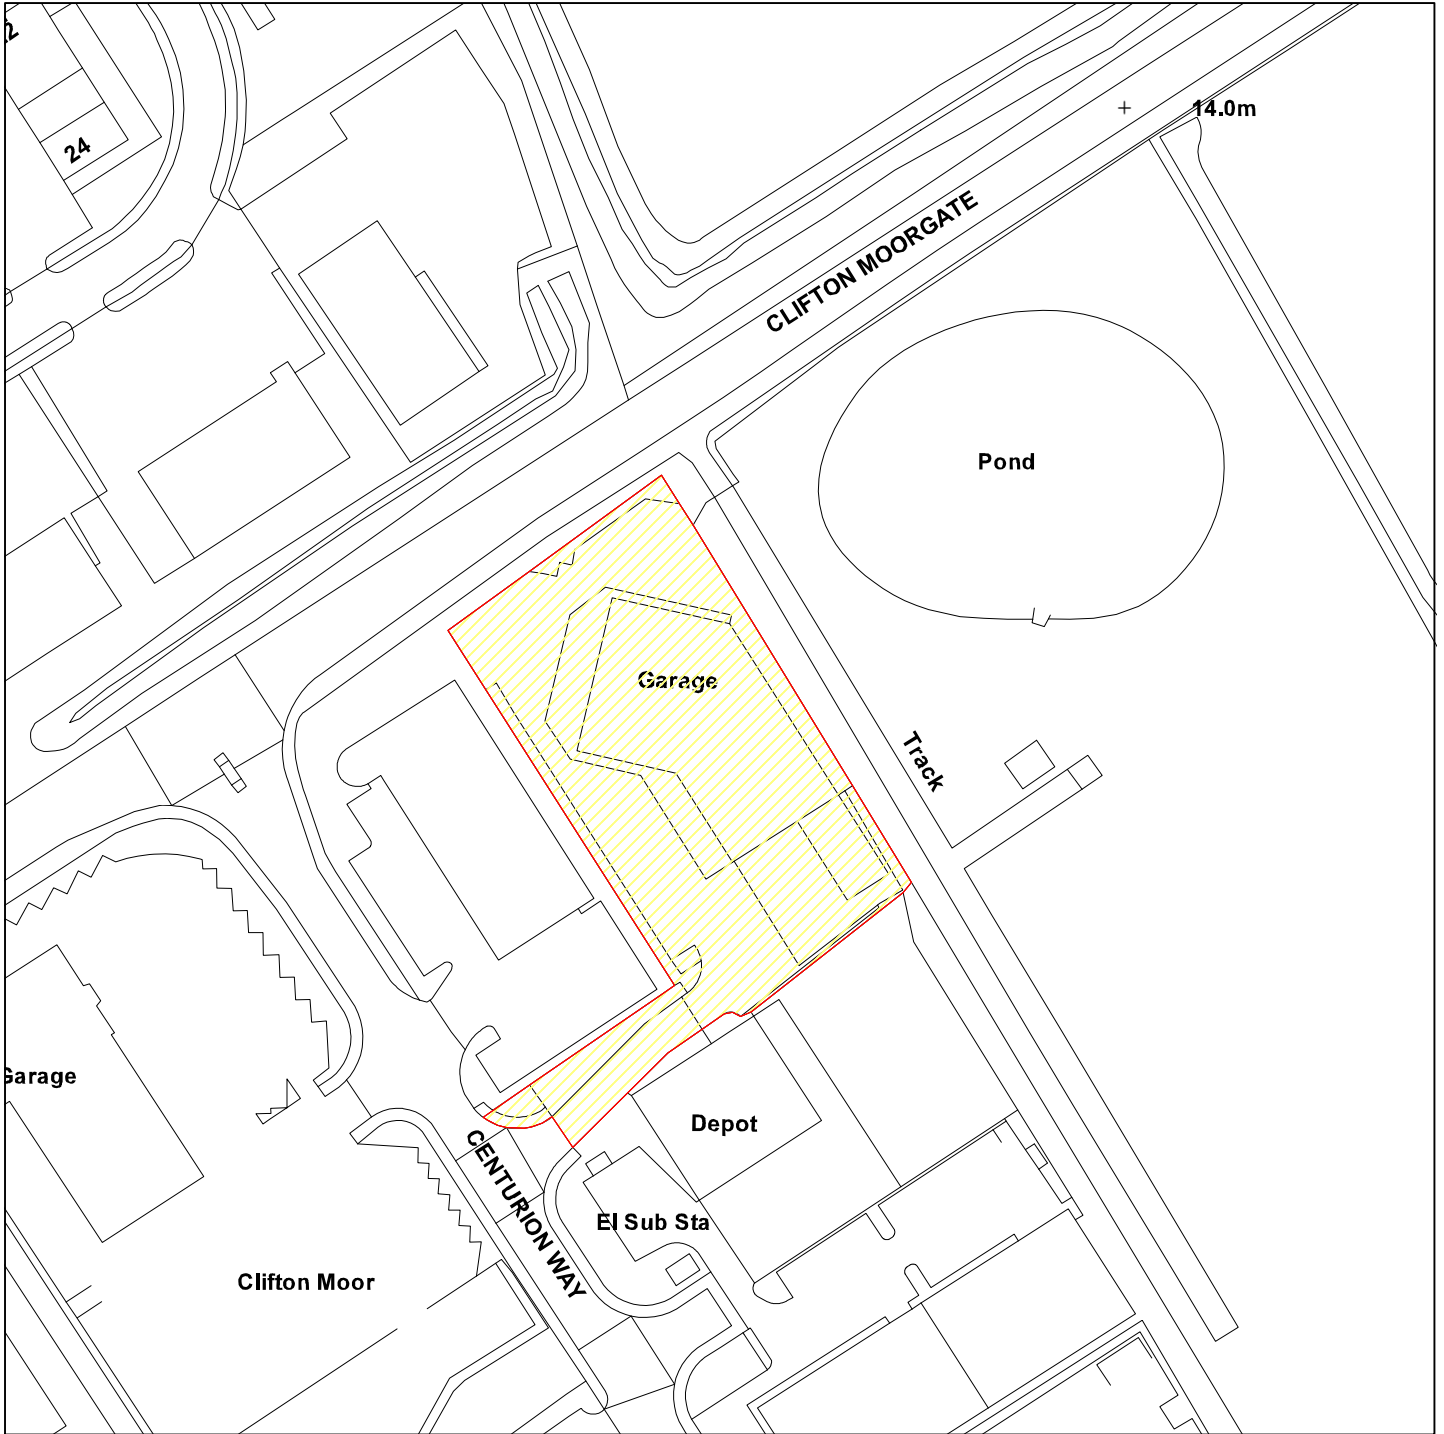 14.0m
24
CLIFTON MOORGATE
Pond
Garage
Track
Garage
Depot
CENTURION WAY
El Sub Sta
Clifton Moor